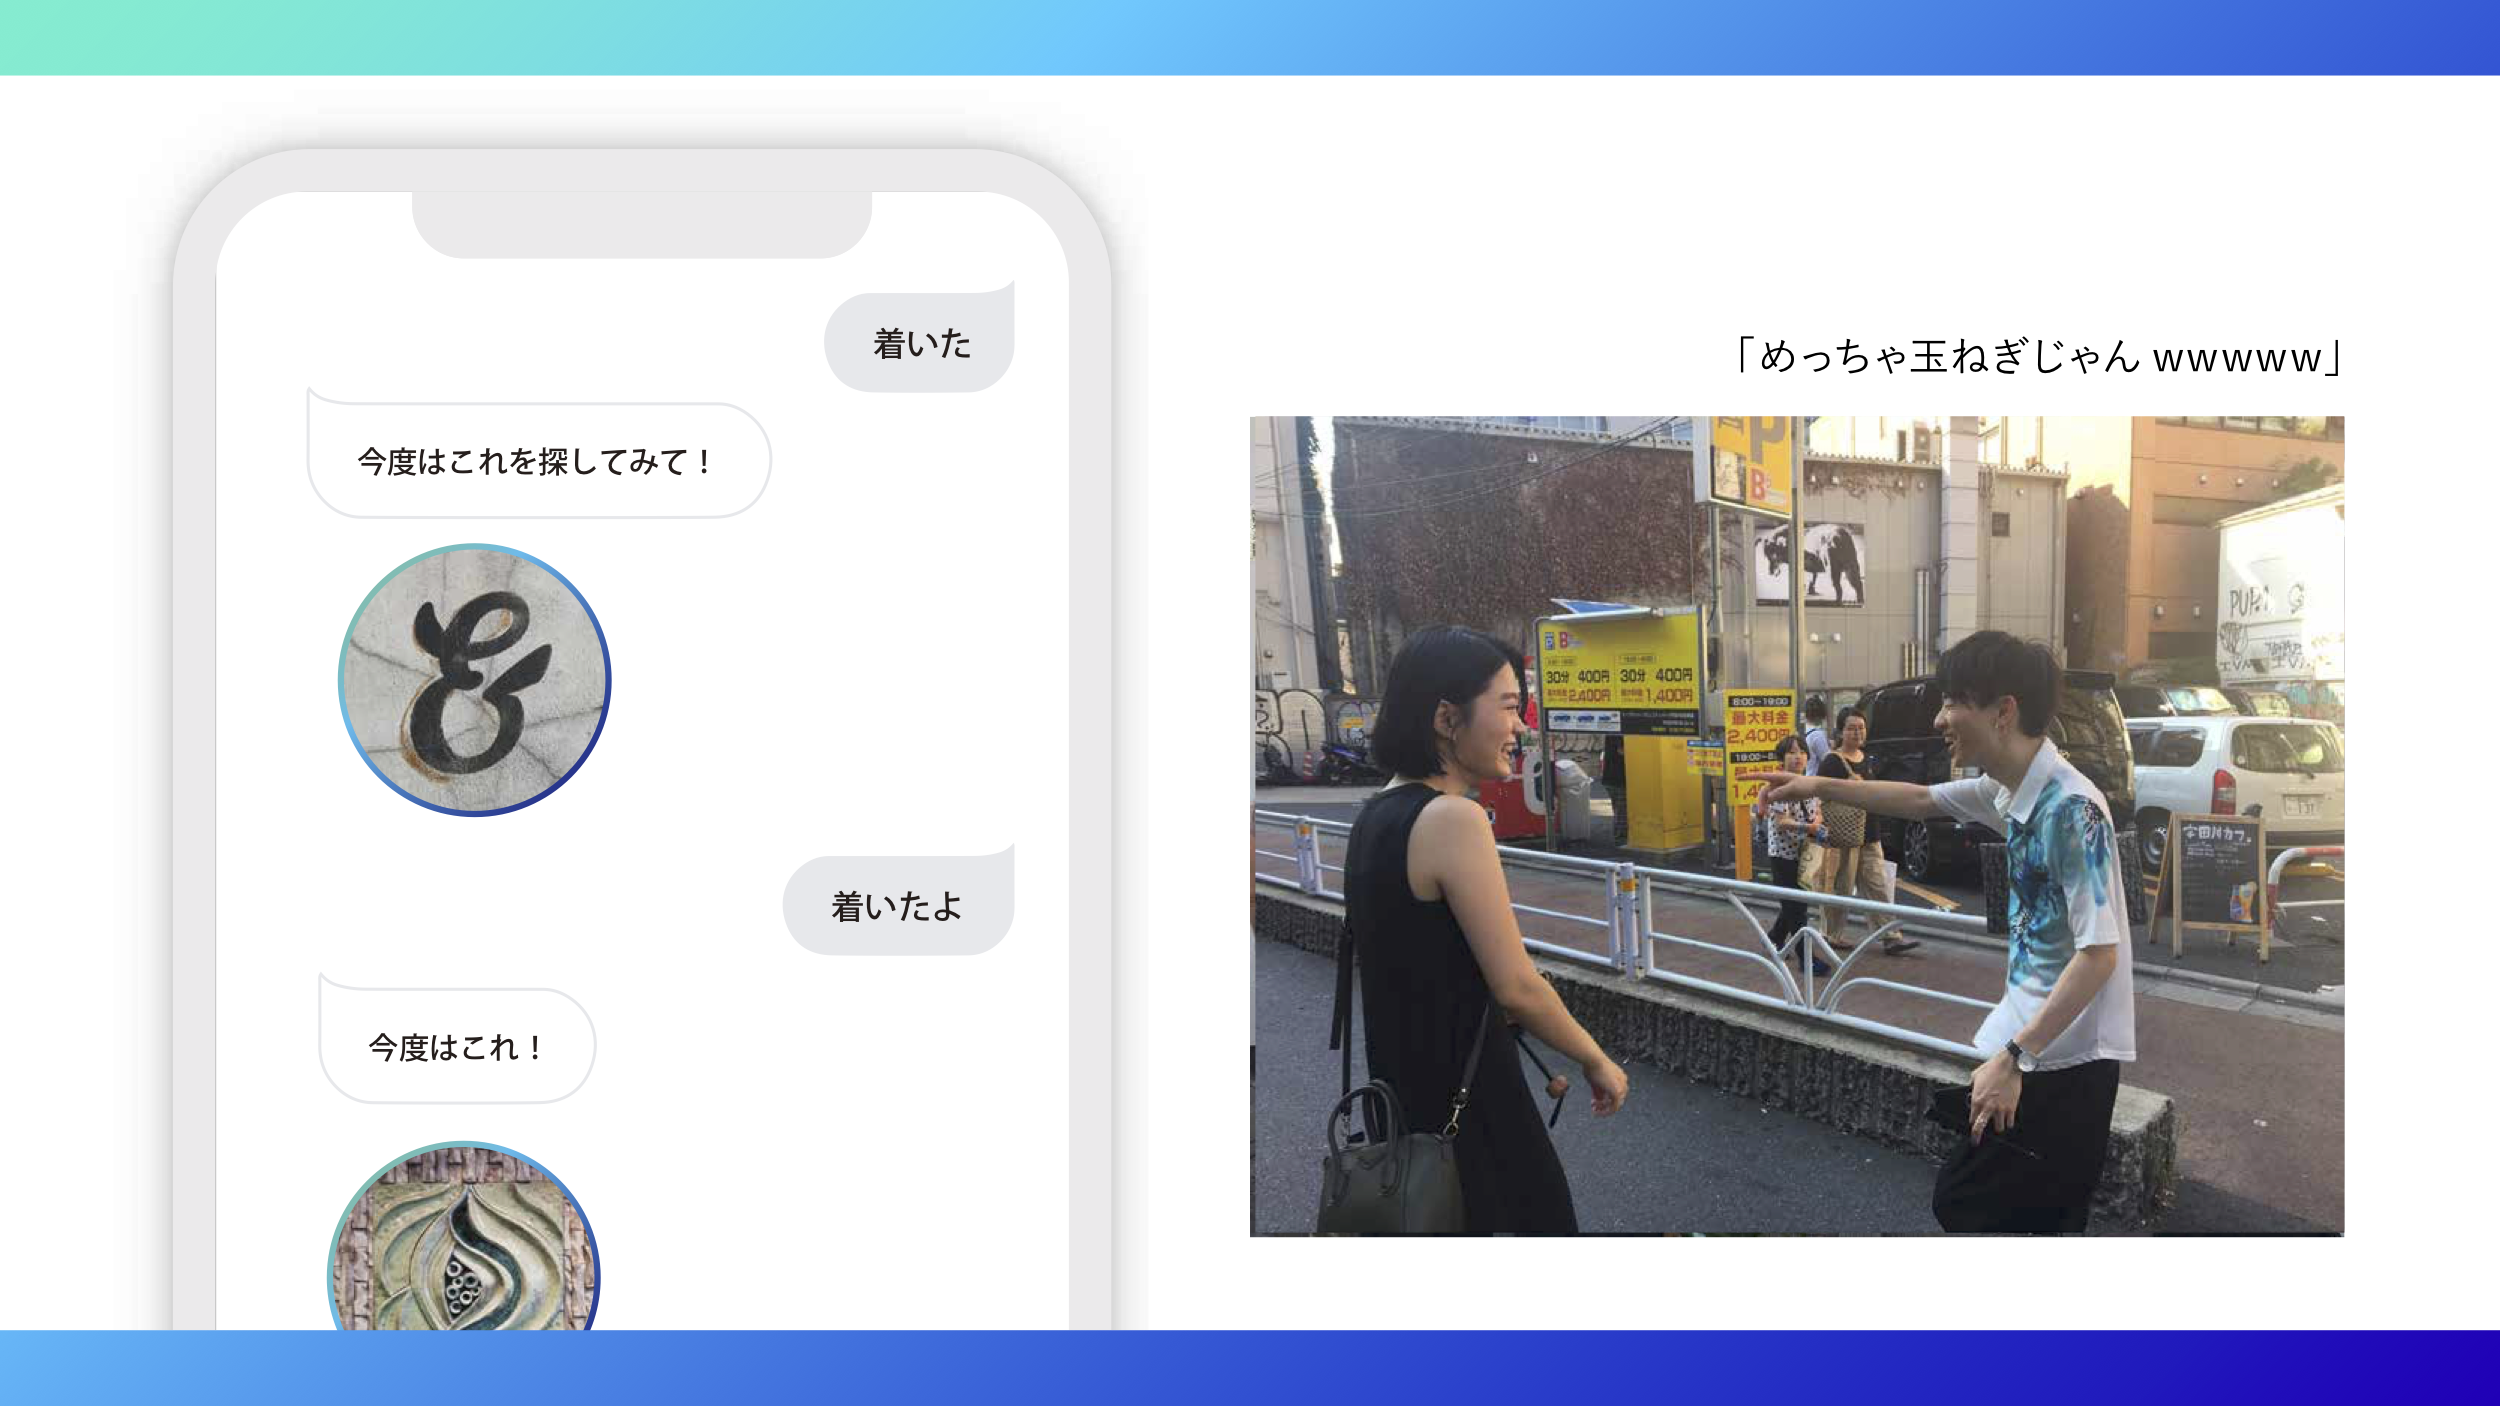 着いた
今度はこれを探してみて！
着いたよ
今度はこれ！
「めっちゃ玉ねぎじゃん wwwww」
P
B
B
30分 400円 30分 400円
2,400円 1,400円
8:00−19:00
最大料金
2,400円
19:00−8
1,4
宇田川カフェ